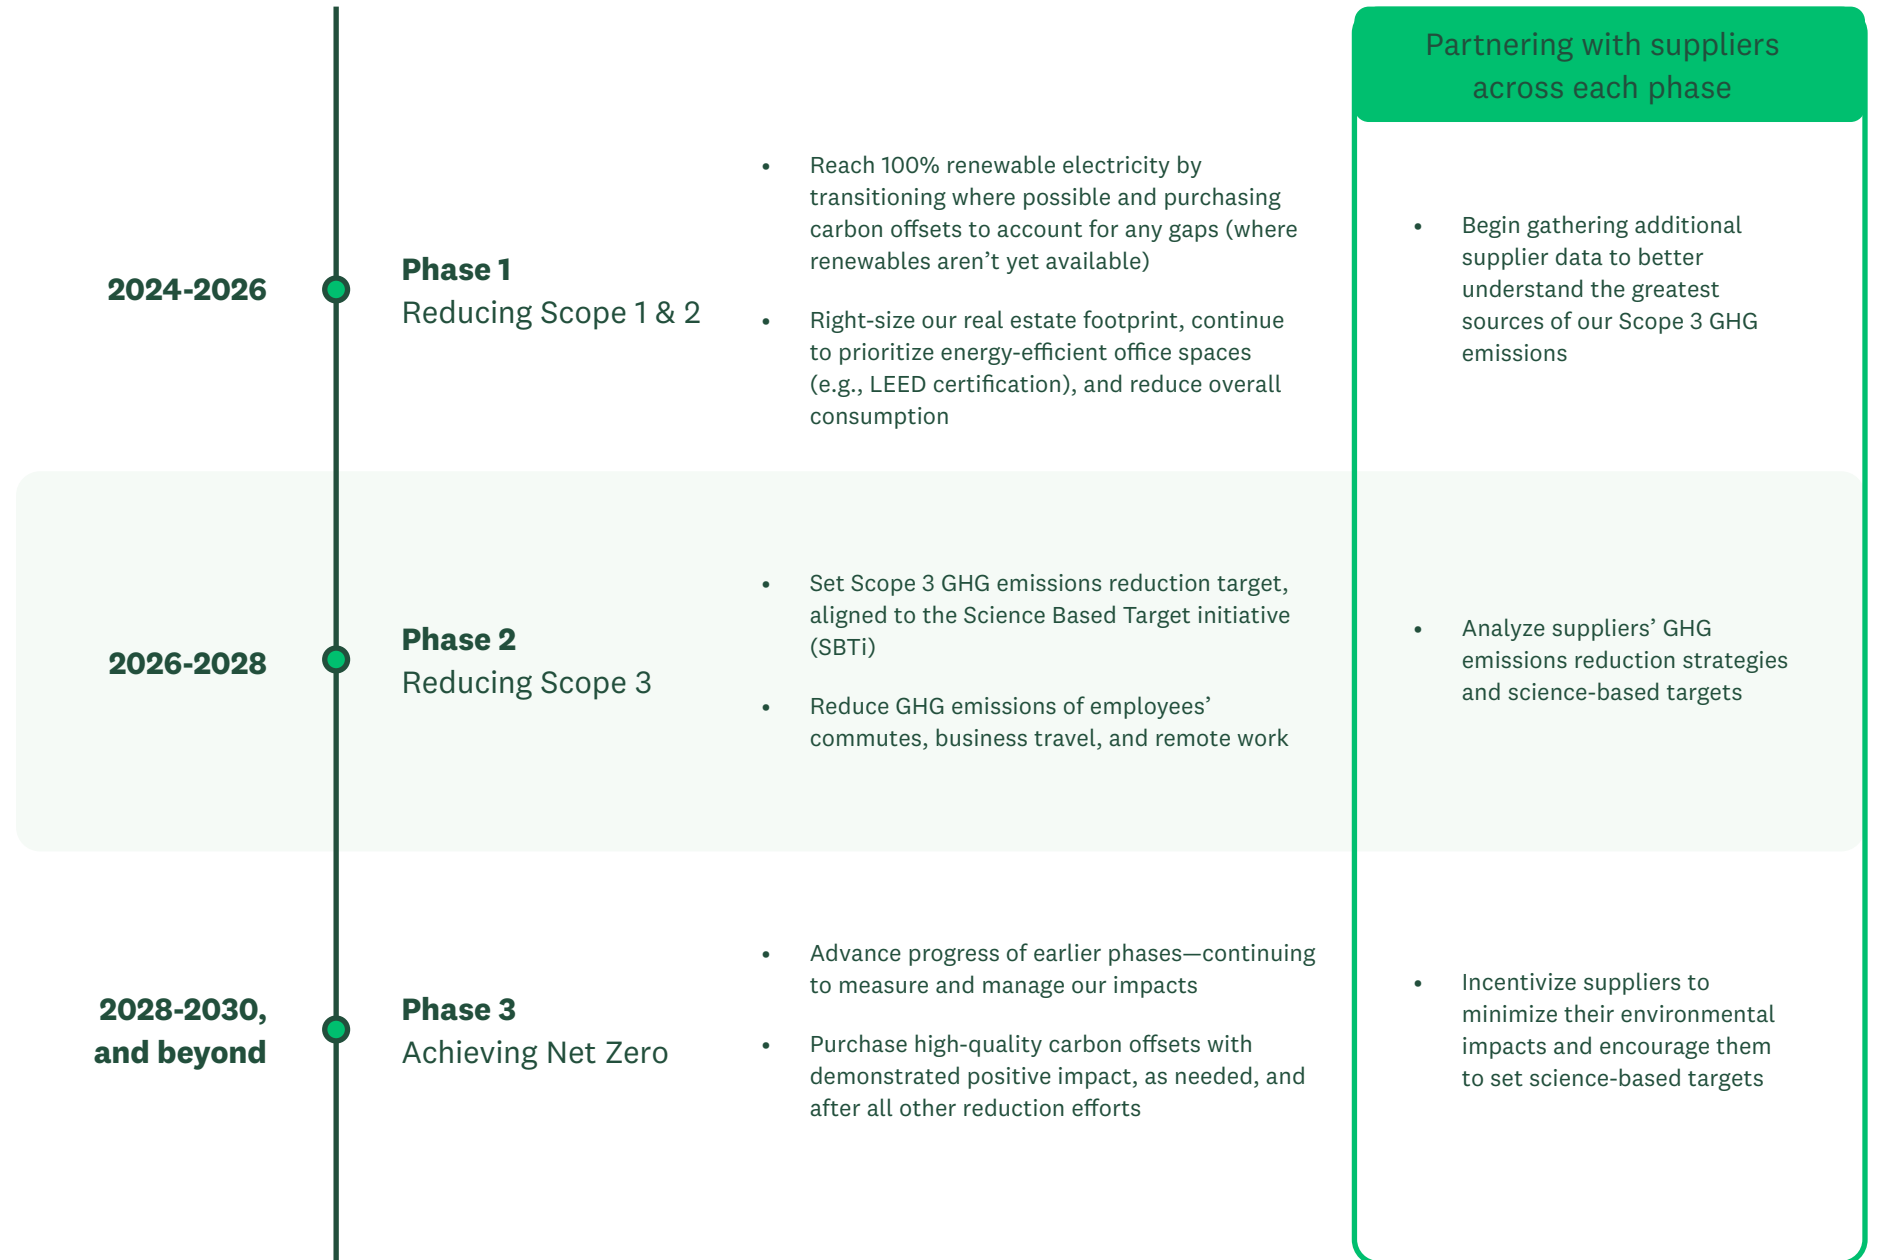 Partnering with suppliers
across each phase
2024-2026
Phase 1
Reducing Scope 1 & 2
• Reach 100% renewable electricity by
transitioning where possible and purchasing
carbon offsets to account for any gaps (where
renewables aren’t yet available)
• Right-size our real estate footprint, continue
to prioritize energy-efficient office spaces
(e.g., LEED certification), and reduce overall
consumption
• Begin gathering additional
supplier data to better
understand the greatest
sources of our Scope 3 GHG
emissions
2026-2028
Phase 2
Reducing Scope 3
• Set Scope 3 GHG emissions reduction target,
aligned to the Science Based Target initiative
(SBTi)
• Reduce GHG emissions of employees’
commutes, business travel, and remote work
• Analyze suppliers’ GHG
emissions reduction strategies
and science-based targets
2028-2030,
and beyond
Phase 3
Achieving Net Zero
• Advance progress of earlier phases—continuing
to measure and manage our impacts
• Purchase high-quality carbon offsets with
demonstrated positive impact, as needed, and
after all other reduction efforts
• Incentivize suppliers to
minimize their environmental
impacts and encourage them
to set science-based targets